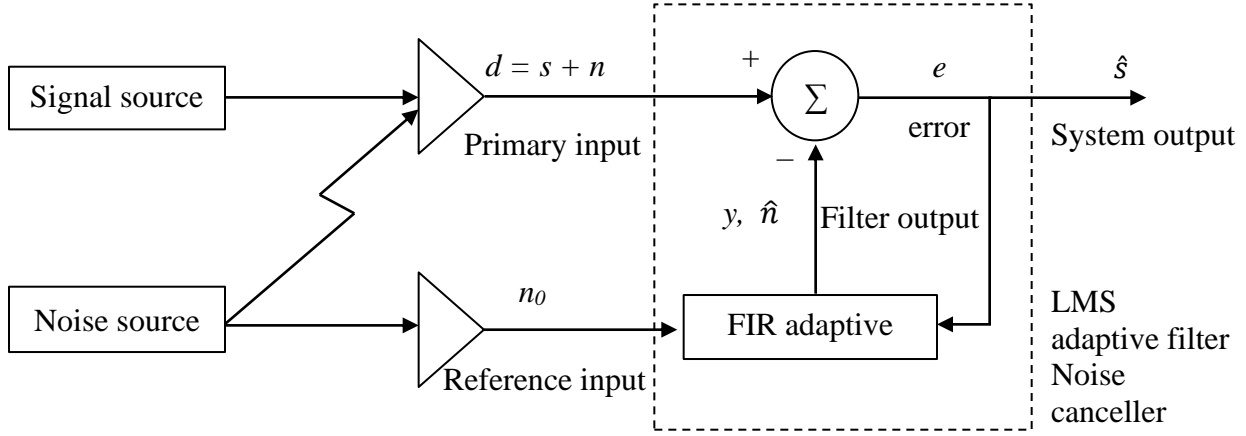 Signal source
d = s + n
Primary input
+
∑
−
e
error
ŝ
System output
y, n̂
Filter output
Noise source
n₀
Reference input
FIR adaptive
LMS
adaptive filter
Noise
canceller